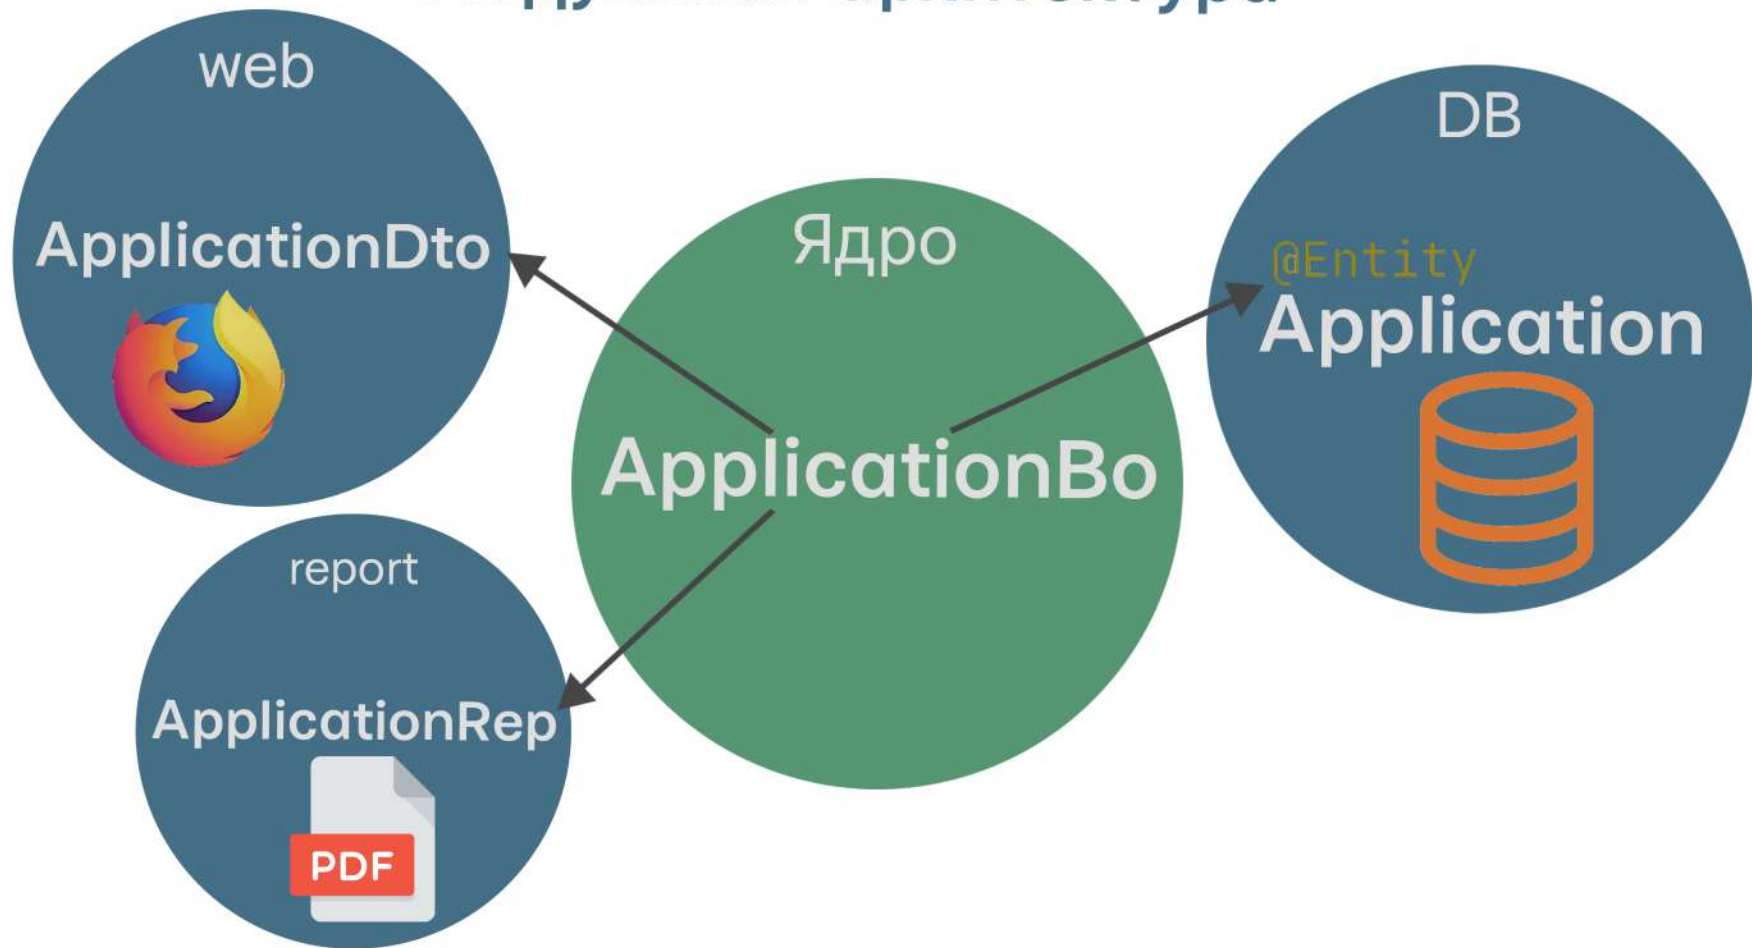 web
ApplicationDto
report
ApplicationRep
PDF
Ядро
ApplicationBo
DB
@Entity
Application